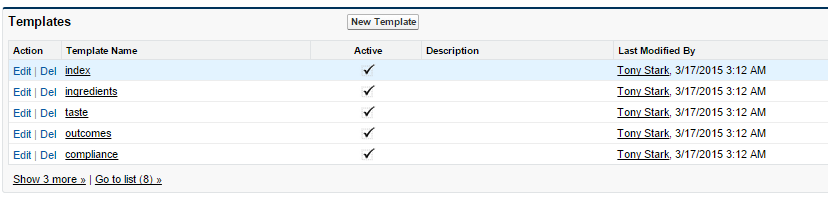 Templates New Template
Action Template Name Active Description Last Modified By
Edit | Del index Tony Stark, 3/17/2015 3:12 AM
Edit | Del ingredients Tony Stark, 3/17/2015 3:12 AM
Edit | Del taste Tony Stark, 3/17/2015 3:12 AM
Edit | Del outcomes Tony Stark, 3/17/2015 3:12 AM
Edit | Del compliance Tony Stark, 3/17/2015 3:12 AM
Show 3 more » | Go to list (8) »